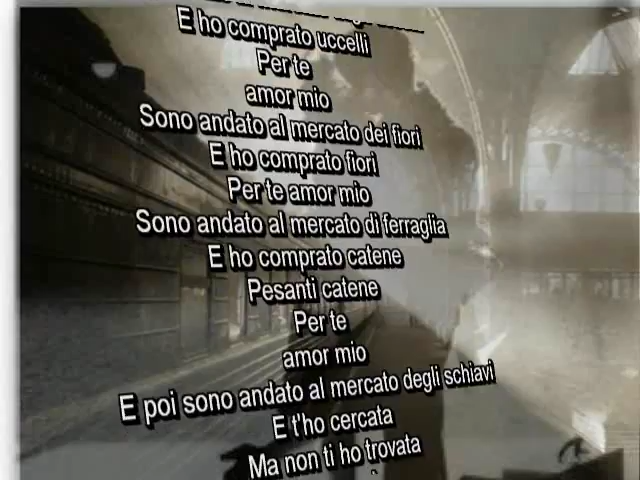 E ho comprato uccelli
Per te
amor mio
Sono andato al mercato dei fiori
E ho comprato fiori
Per te amor mio
Sono andato al mercato di ferraglia
E ho comprato catene
Pesanti catene
Per te
amor mio
E poi sono andato al mercato degli schiavi
E t'ho cercata
Ma non ti ho trovata